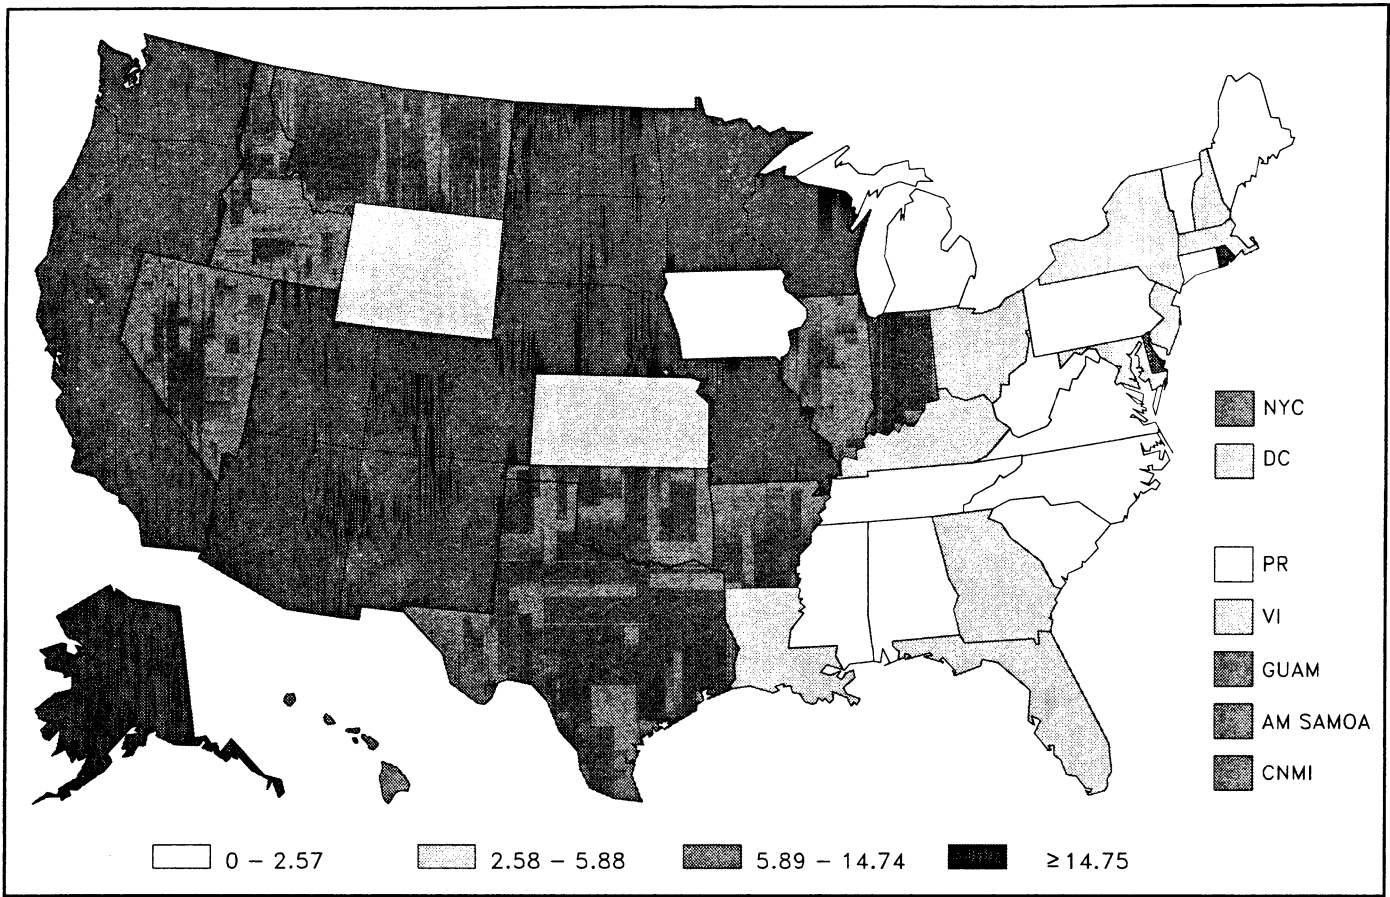 NYC
DC
PR
VI
GUAM
AM SAMOA
CNMI
0 – 2.57
2.58 – 5.88
5.89 – 14.74
≥14.75